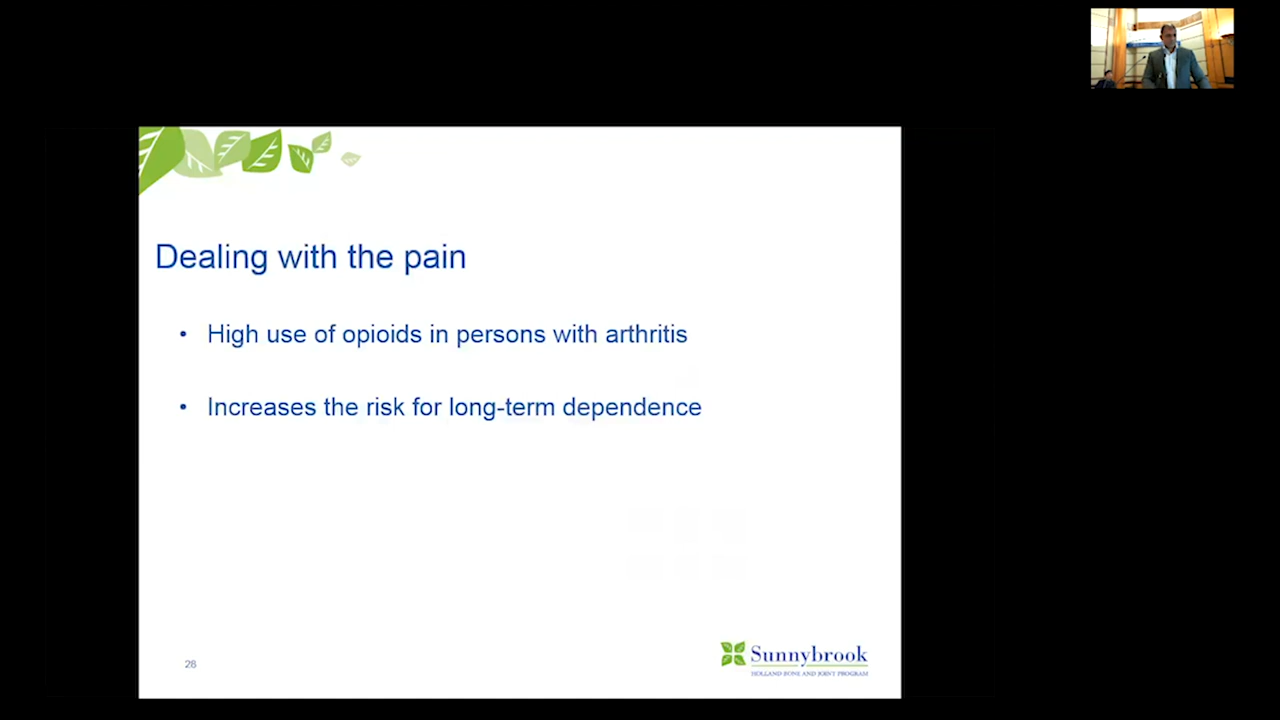 Dealing with the pain
• High use of opioids in persons with arthritis
• Increases the risk for long-term dependence
28
Sunnybrook
HOLLAND BONE AND JOINT PROGRAM